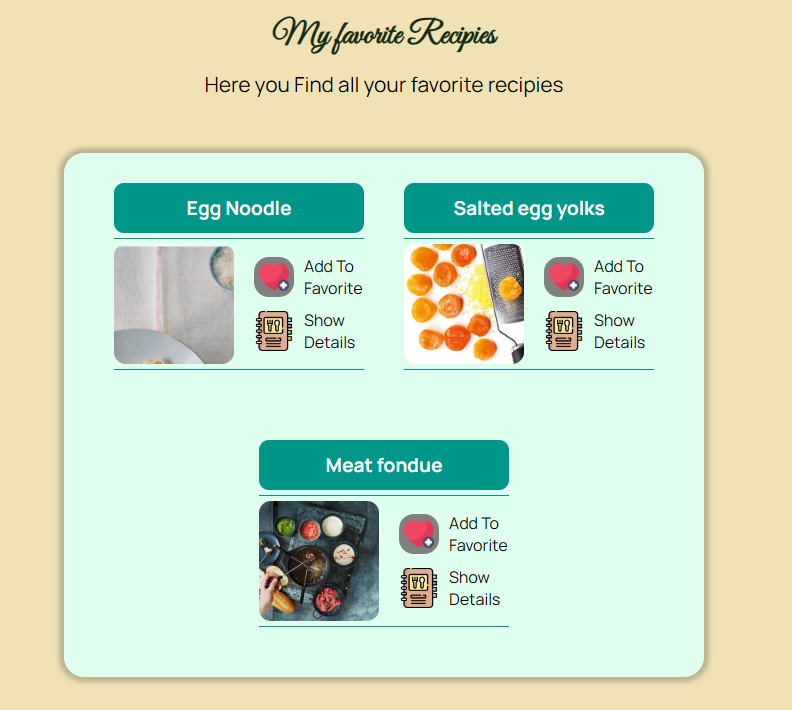 My favorite Recipies
Here you Find all your favorite recipies
Egg Noodle
Add To
Favorite
Show
Details
Salted egg yolks
Add To
Favorite
Show
Details
Meat fondue
Add To
Favorite
Show
Details